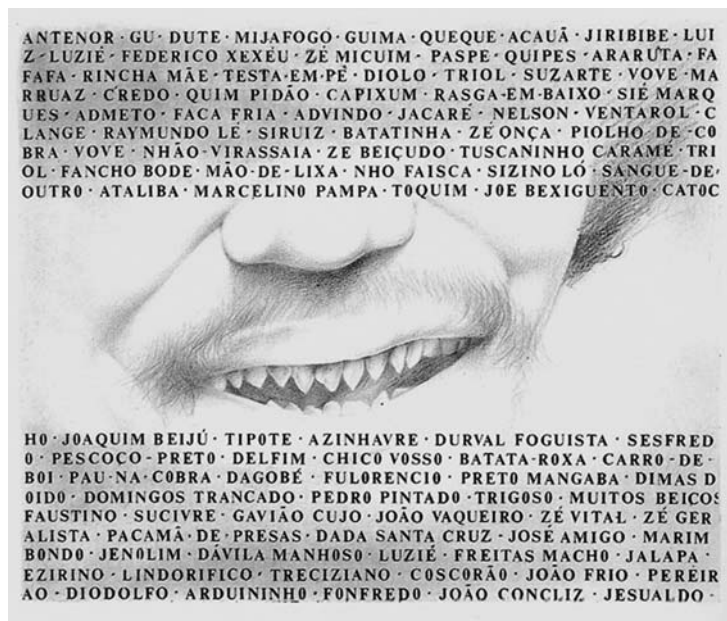 ANTENOR · GU · DUTE · MIJAFOGO · GUIMA · QUEQUE · ACAUÃ · JIRIBIBE · LUI
Z-LUZIÉ · FEDERICO XEXÉU · ZÉ MICUIM · PASPE · QUIPES · ARARUTA · FA
FAFA · RINCHA MÃE · TESTA-EM-PÉ · DIOLO · TRIOL · SUZARTE · VOVE · MA
RRUAZ · CREDO · QUIM PIDÃO · CAPIXUM · RASGA-EM-BAIXO · SIÉ MARQ
UES · ADMETO · FACA FRIA · ADVINDO · JACARÉ · NELSON · VENTAROL · C
LANGE · RAYMUNDO LÉ · SIRUIZ · BATATINHA · ZÉ ONÇA · PIOLHO DE-CO
BRA · VOVE · NHÃO-VIRASSAIA · ZE BEIÇUDO · TUSCANINHO CARAMÉ · TRI
OL · FANCHO BODE · MÃO-DE-LIXA · NHO FAISCA · SIZINO LÓ · SANGUE-DE-
OUTRO · ATALIBA · MARCELINO PAMPA · TOQUIM · JOE BEXIGUENTO · CATOC
HO · JOAQUIM BEIJÚ · TIPOTE · AZINHAVRE · DURVAL FOGUISTA · SESFRED
O · PESCOÇO-PRETO · DELFIM · CHICO VOSSO · BATATA-ROXA · CARRO-DE-
BOI · PAU-NA-COBRA · DAGOBÉ · FULORENCIO · PRETO MANGABA · DIMAS D
OIDO · DOMINGOS TRANCADO · PEDRO PINTADO · TRIGOSO · MUITOS BEIÇOS
FAUSTINO · SUCIVRE · GAVIÃO CUJO · JOÃO VAQUEIRO · ZÉ VITAL · ZÉ GER
ALISTA · PACAMÃ-DE-PRESAS · DADA SANTA CRUZ · JOSÉ AMIGO · MARIM
BONDO · JENOLIM · DÁVILA MANHOSO · LUZIÉ · FREITAS MACHO · JALAPA ·
EZIRINO · LINDORIFICO · TRECIZIANO · COSCORÃO · JOÃO FRIO · PERÉIR
AO · DIODOLFO · ARDUININHO · FONFREDO · JOÃO CONCLIZ · JESUALDO ·